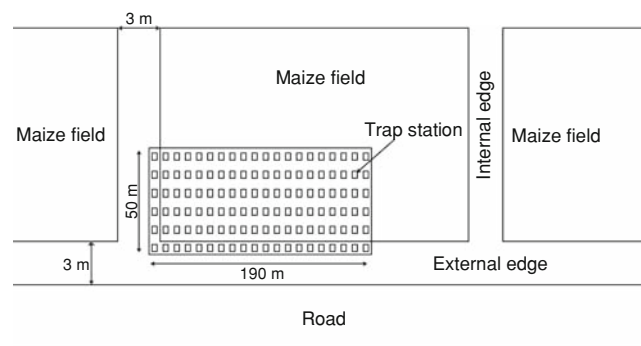 3 m
Maize field
Maize field
Trap station
Internal edge
Maize field
50 m
3 m
190 m
External edge
Road